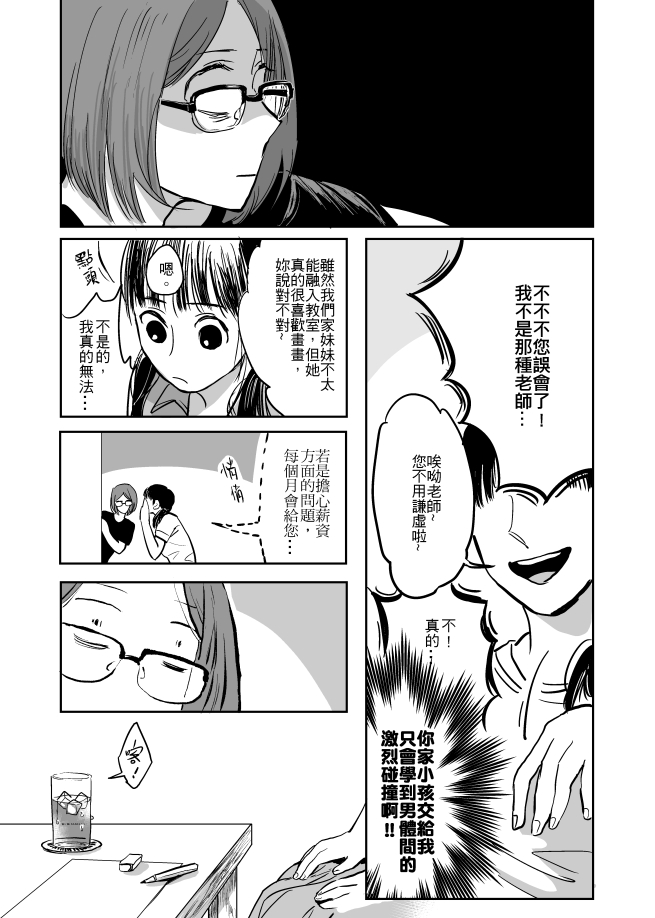 不不不您誤會了！
我不是那種老師⋯
唉呦老師~
您不用謙虛啦~
不！
真的⋯
你家小孩交給我
只會學到男體間的
激烈碰撞啊!!
雖然我們家妹妹不太
能融入教室，但她
真的很喜歡畫畫，
妳說對不對~
嗯。
點頭
不是的，
我真的無法⋯
若是擔心薪資
方面的問題，
每個月會給您⋯
悄
悄
喀！